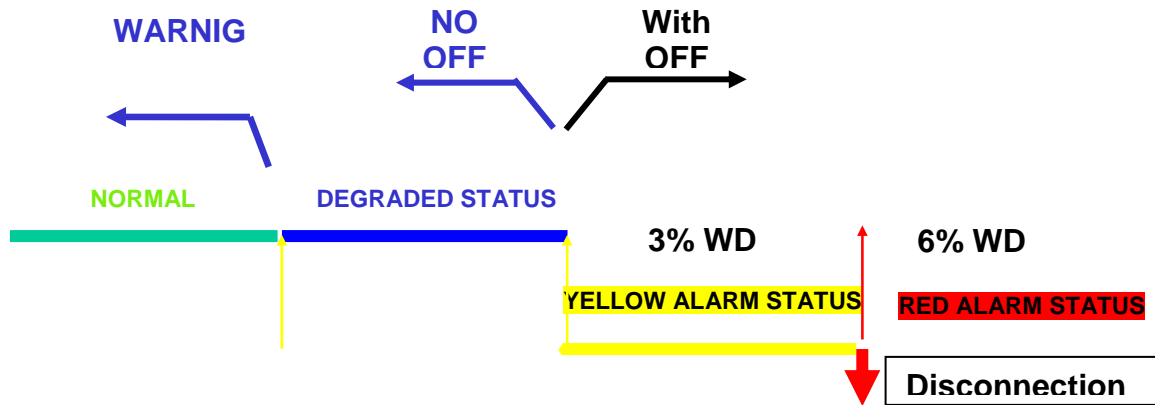 WARNIG
NO
OFF
With
OFF
NORMAL
DEGRADED STATUS
3% WD
6% WD
YELLOW ALARM STATUS
RED ALARM STATUS
Disconnection